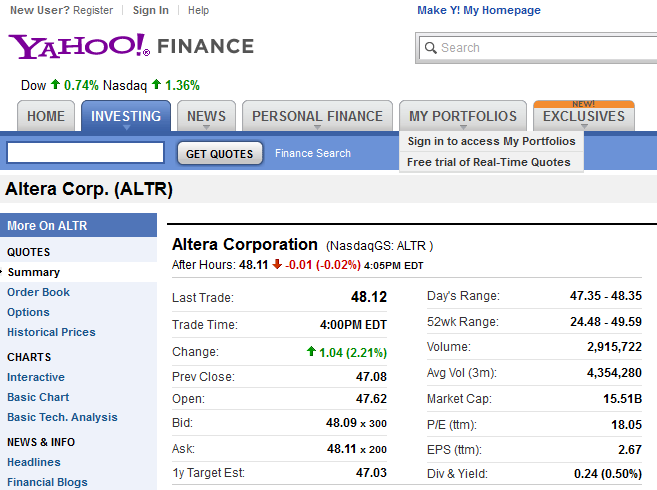 New User? Register | Sign In | Help Make Y! My Homepage
YAHOO!® FINANCE
Search
Dow 0.74% Nasdaq 1.36%
NEW!
HOME INVESTING NEWS PERSONAL FINANCE MY PORTFOLIOS EXCLUSIVES
Sign in to access My Portfolios
Free trial of Real-Time Quotes
GET QUOTES Finance Search
Altera Corp. (ALTR)
More On ALTR
QUOTES
Summary
Order Book
Options
Historical Prices
CHARTS
Interactive
Basic Chart
Basic Tech. Analysis
NEWS & INFO
Headlines
Financial Blogs
Altera Corporation (NasdaqGS: ALTR )
After Hours: 48.11 -0.01 (-0.02%) 4:05PM EDT
Last Trade: 48.12
Trade Time: 4:00PM EDT
Change: 1.04 (2.21%)
Prev Close: 47.08
Open: 47.62
Bid: 48.09 x 300
Ask: 48.11 x 200
1y Target Est: 47.03
Day's Range: 47.35 - 48.35
52wk Range: 24.48 - 49.59
Volume: 2,915,722
Avg Vol (3m): 4,354,280
Market Cap: 15.51B
P/E (ttm): 18.05
EPS (ttm): 2.67
Div & Yield: 0.24 (0.50%)